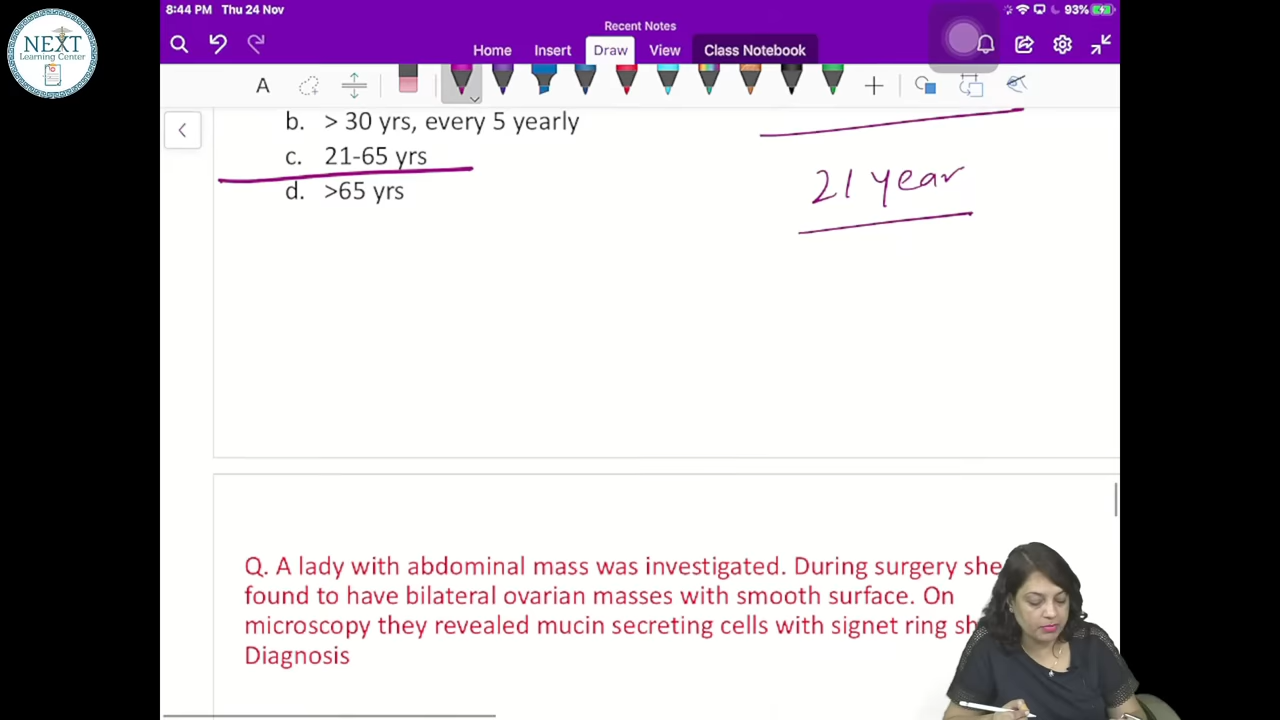 8:44 PM Thu 24 Nov
93%
Recent Notes
NEXT
Learning Center
Home Insert Draw View Class Notebook
A
b. > 30 yrs, every 5 yearly
c. 21-65 yrs
d. >65 yrs
21 year
Q. A lady with abdominal mass was investigated. During surgery she
found to have bilateral ovarian masses with smooth surface. On
microscopy they revealed mucin secreting cells with signet ring
Diagnosis